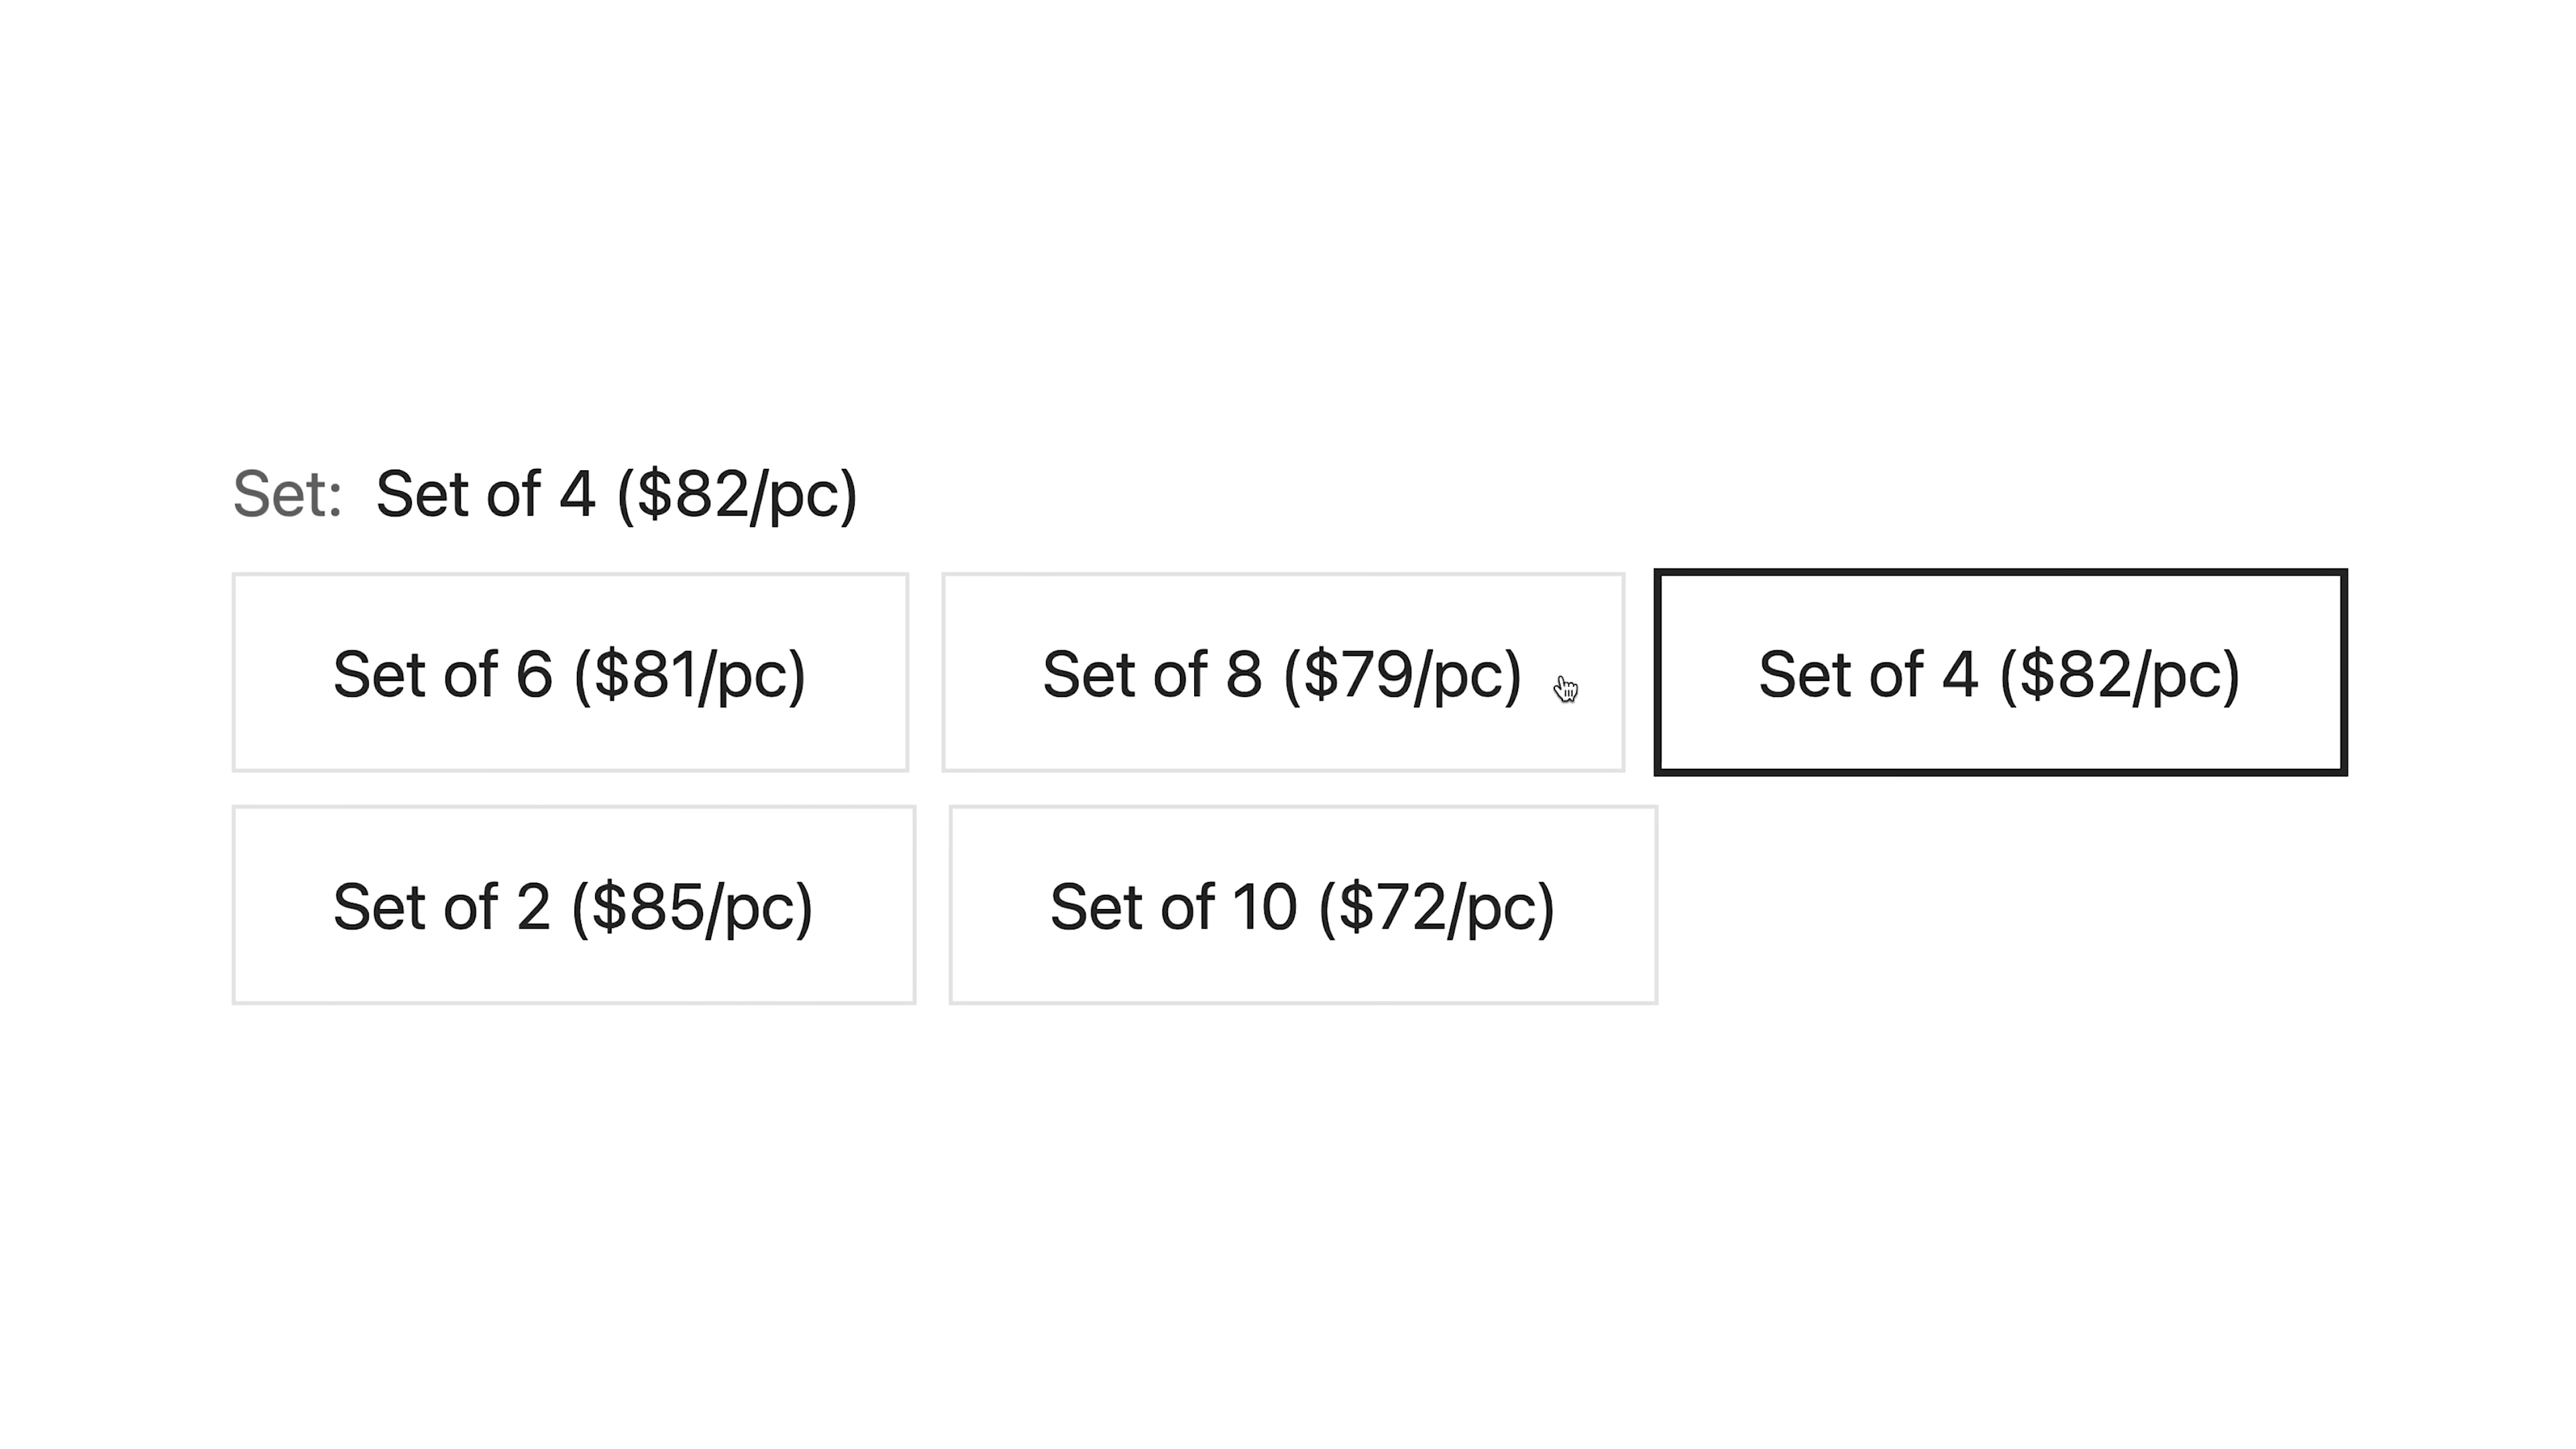 Set: Set of 4 ($82/pc)
Set of 6 ($81/pc)
Set of 8 ($79/pc)
Set of 4 ($82/pc)
Set of 2 ($85/pc)
Set of 10 ($72/pc)